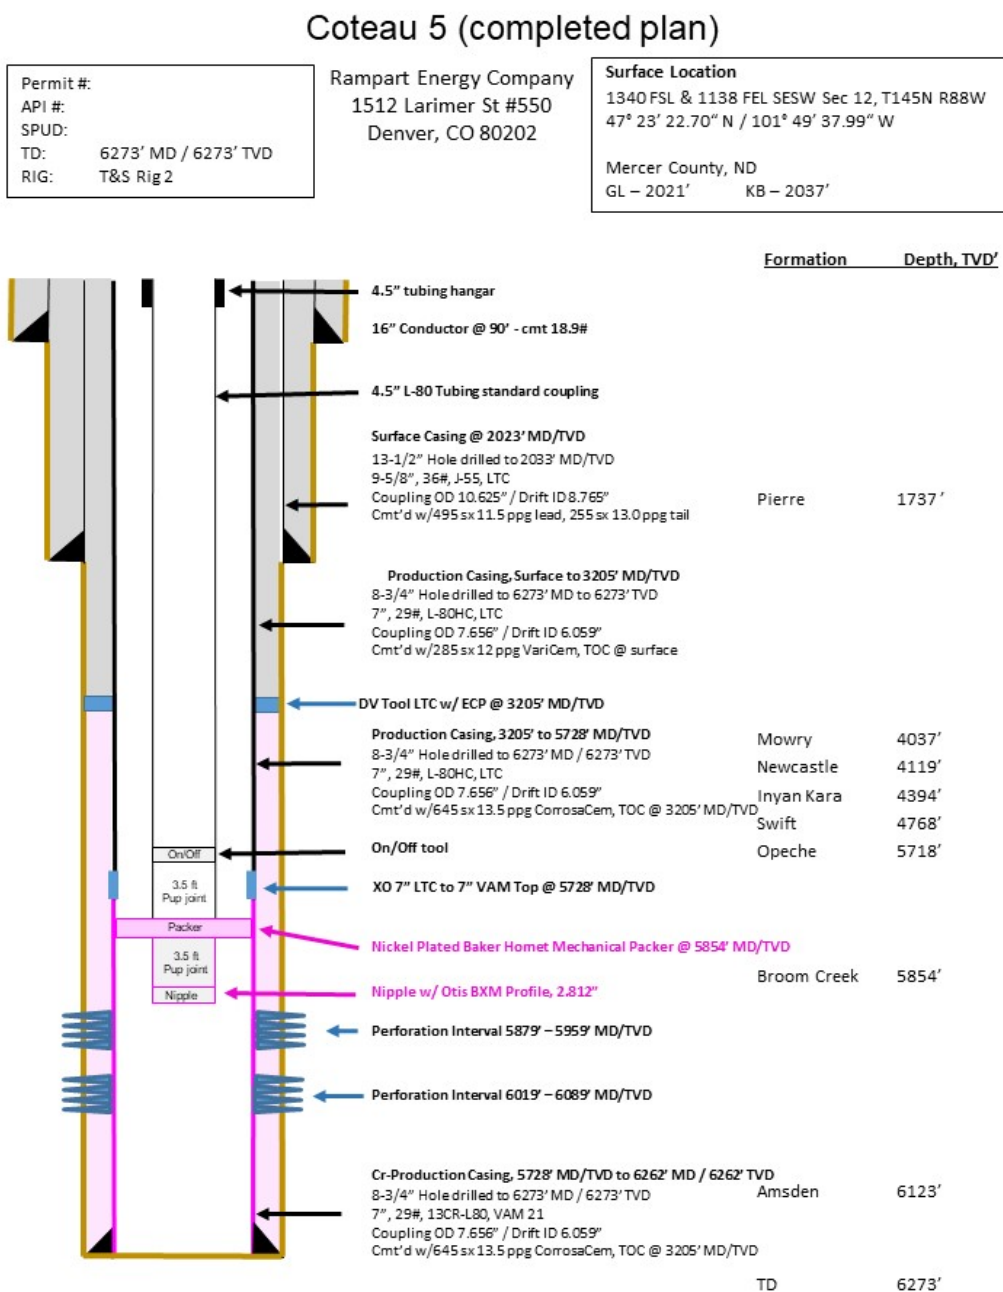 Coteau 5 (completed plan)
Permit #:
API #:
SPUD:
TD: 6273’ MD / 6273’ TVD
RIG: T&S Rig 2
Rampart Energy Company
1512 Larimer St #550
Denver, CO 80202
Surface Location
1340 FSL & 1138 FEL SESW Sec 12, T145N R88W
47° 23’ 22.70“ N / 101° 49’ 37.99“ W
Mercer County, ND
GL – 2021’ KB – 2037’
Formation Depth, TVD’
4.5” tubing hangar
16” Conductor @ 90’ - cmt 18.9#
4.5” L-80 Tubing standard coupling
Surface Casing @ 2023’ MD/TVD
13-1/2” Hole drilled to 2033’ MD/TVD
9-5/8”, 36#, J-55, LTC
Coupling OD 10.625” / Drift ID 8.765”
Cmt’d w/495 sx 11.5 ppg lead, 255 sx 13.0 ppg tail
Pierre 1737 ’
Production Casing, Surface to 3205’ MD/TVD
8-3/4” Hole drilled to 6273’ MD to 6273’ TVD
7”, 29#, L-80HC, LTC
Coupling OD 7.656” / Drift ID 6.059”
Cmt’d w/285 sx 12 ppg VariCem, TOC @ surface
DV Tool LTC w/ ECP @ 3205’ MD/TVD
Production Casing, 3205’ to 5728’ MD/TVD
8-3/4” Hole drilled to 6273’ MD / 6273’ TVD
7”, 29#, L-80HC, LTC
Coupling OD 7.656” / Drift ID 6.059”
Cmt’d w/645 sx 13.5 ppg CorrosaCem, TOC @ 3205’ MD/TVD
Mowry 4037’
Newcastle 4119’
Inyan Kara 4394’
Swift 4768’
Opeche 5718’
On/Off
On/Off tool
3.5 ft
Pup joint
XO 7” LTC to 7” VAM Top @ 5728’ MD/TVD
Packer
Nickel Plated Baker Hornet Mechanical Packer @ 5854’ MD/TVD
3.5 ft
Pup joint
Broom Creek 5854’
Nipple
Nipple w/ Otis BXM Profile, 2.812”
Perforation Interval 5879’ – 5959’ MD/TVD
Perforation Interval 6019’ – 6089’ MD/TVD
Cr-Production Casing, 5728’ MD/TVD to 6262’ MD / 6262’ TVD
8-3/4” Hole drilled to 6273’ MD / 6273’ TVD
7”, 29#, 13CR-L80, VAM 21
Coupling OD 7.656” / Drift ID 6.059”
Cmt’d w/645 sx 13.5 ppg CorrosaCem, TOC @ 3205’ MD/TVD
Amsden 6123’
TD 6273’